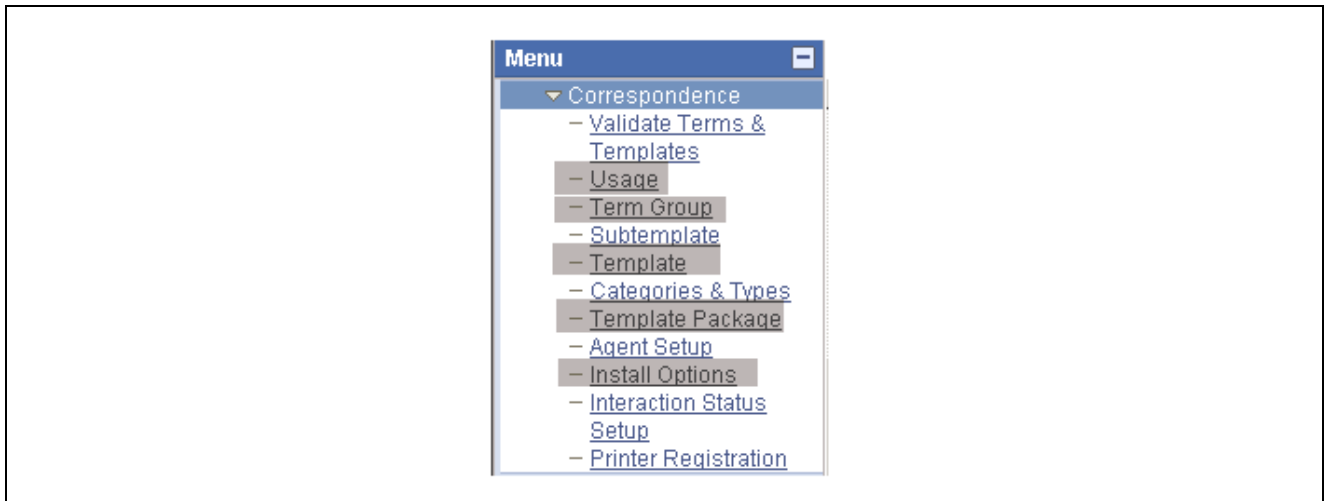 Menu
Correspondence
– Validate Terms &
Templates
– Usage
– Term Group
– Subtemplate
– Template
– Categories & Types
– Template Package
– Agent Setup
– Install Options
– Interaction Status
Setup
– Printer Registration